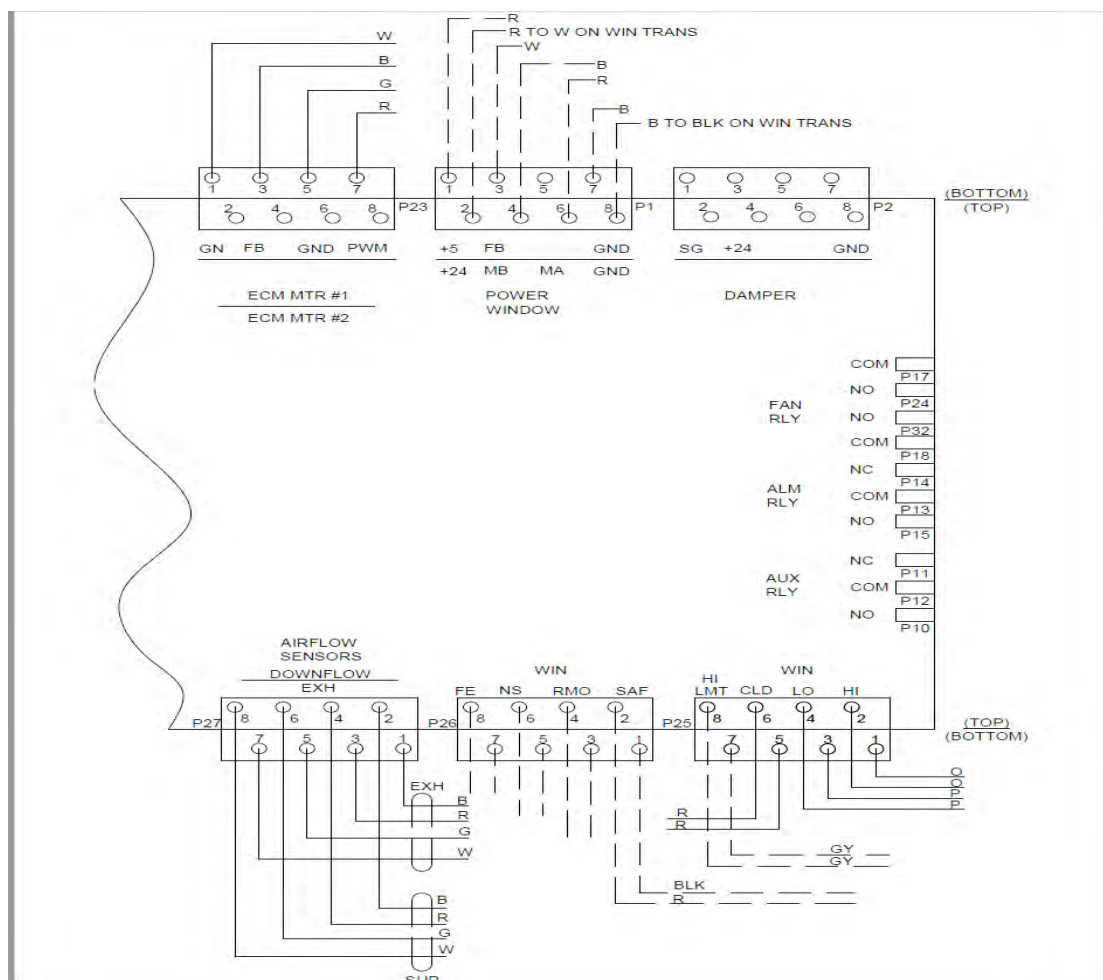 R
R TO W ON WIN TRANS
W
W
B
B
G
R
R
B
B TO BLK ON WIN TRANS
1 3 5 7
1 3 5 7
1 3 5 7
(BOTTOM)
2 4 6 8 P23
2 4 6 8 P1
2 4 6 8 P2
(TOP)
GN FB GND PWM
+5 FB GND
SG +24 GND
+24 MB MA GND
ECM MTR #1
ECM MTR #2
POWER
WINDOW
DAMPER
COM
P17
NO
P24
FAN
RLY
NO
P32
COM
P18
NC
P14
ALM
RLY
COM
P13
NO
P15
NC
P11
AUX
RLY
COM
P12
NO
P10
AIRFLOW
SENSORS
DOWNFLOW
EXH
WIN
FE NS RMO SAF
WIN
HI
LMT CLD LO HI
P27 8 6 4 2
P26 8 6 4 2
P25 8 6 4 2
(TOP)
7 5 3 1
7 5 3 1
7 5 3 1
(BOTTOM)
EXH
B
R
G
W
O
O
P
P
R
R
GY
GY
BLK
R
B
R
G
W
SUP